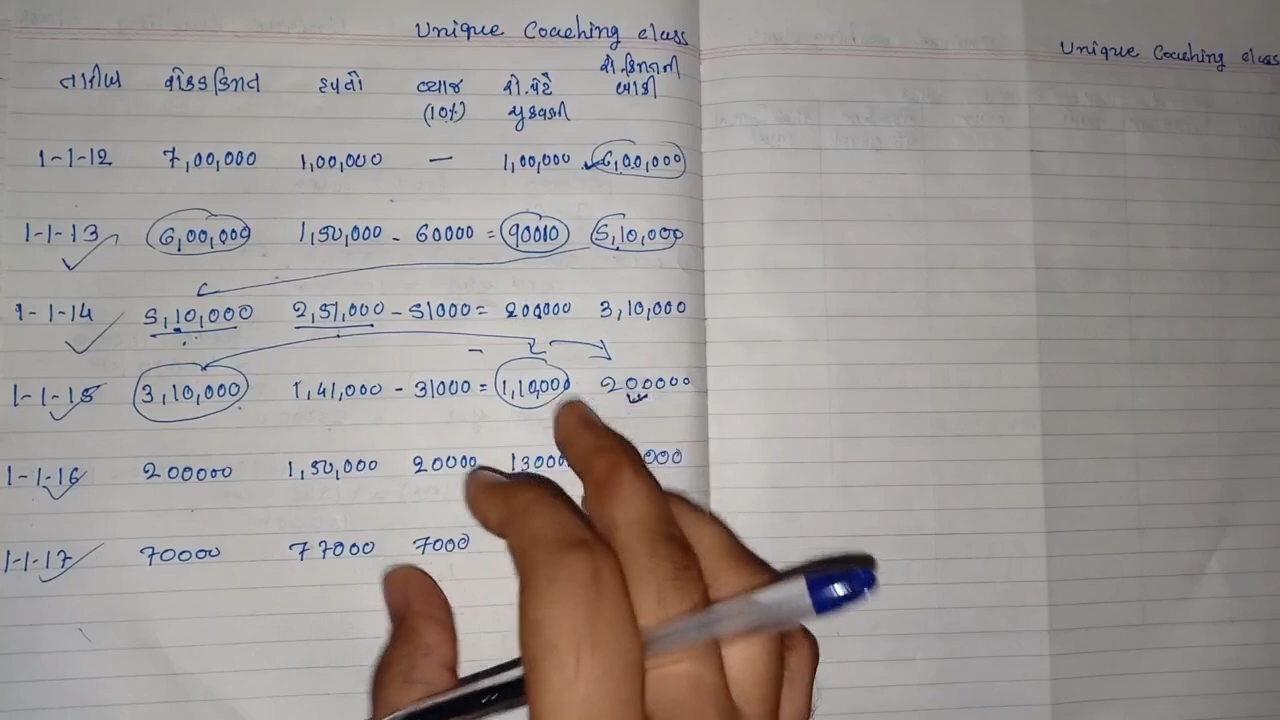 Unique Coaching class
Unique Coaching class
તારીખ રોકડ કિંમત હપતો વ્યાજ રો. પેટે રો. કિંમતની
(10%) ચુકવણી બાકી
1-1-12 7,00,000 1,00,000 — 1,00,000 6,00,000
1-1-13 6,00,000 1,50,000 - 60000 = 90000 5,10,000
1-1-14 5,10,000 2,51,000 - 51000 = 200000 3,10,000
1-1-15 3,10,000 1,41,000 - 31000 = 1,10,000 200000
1-1-16 200000 1,50,000 20000 13000 000
1-1-17 70000 77000 7000